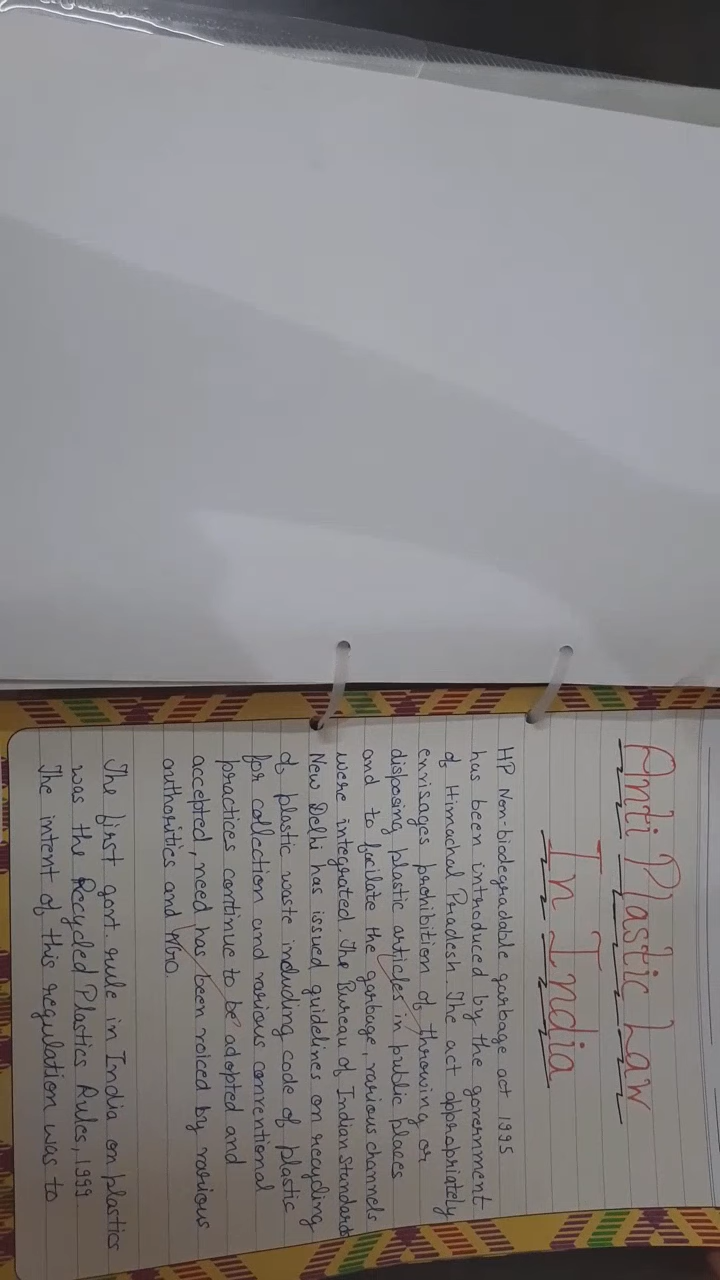 Anti Plastic Law
In India
HP Non-biodegradable garbage act 1995
has been introduced by the government
of Himachal Pradesh. The act appropriately
envisages prohibition of throwing or
disposing plastic articles in public places
and to facilate the garbage, various channels
were integrated. The Bureau of Indian Standards
New Delhi has issued guidelines on recycling
of plastic waste including code of plastic
for collection and various conventional
practices continue to be adopted and
accepted, need has been voiced by various
authorities and NGO.
The first govt. rule in India on plastics
was the Recycled Plastics Rules, 1999
The intent of this regulation was to